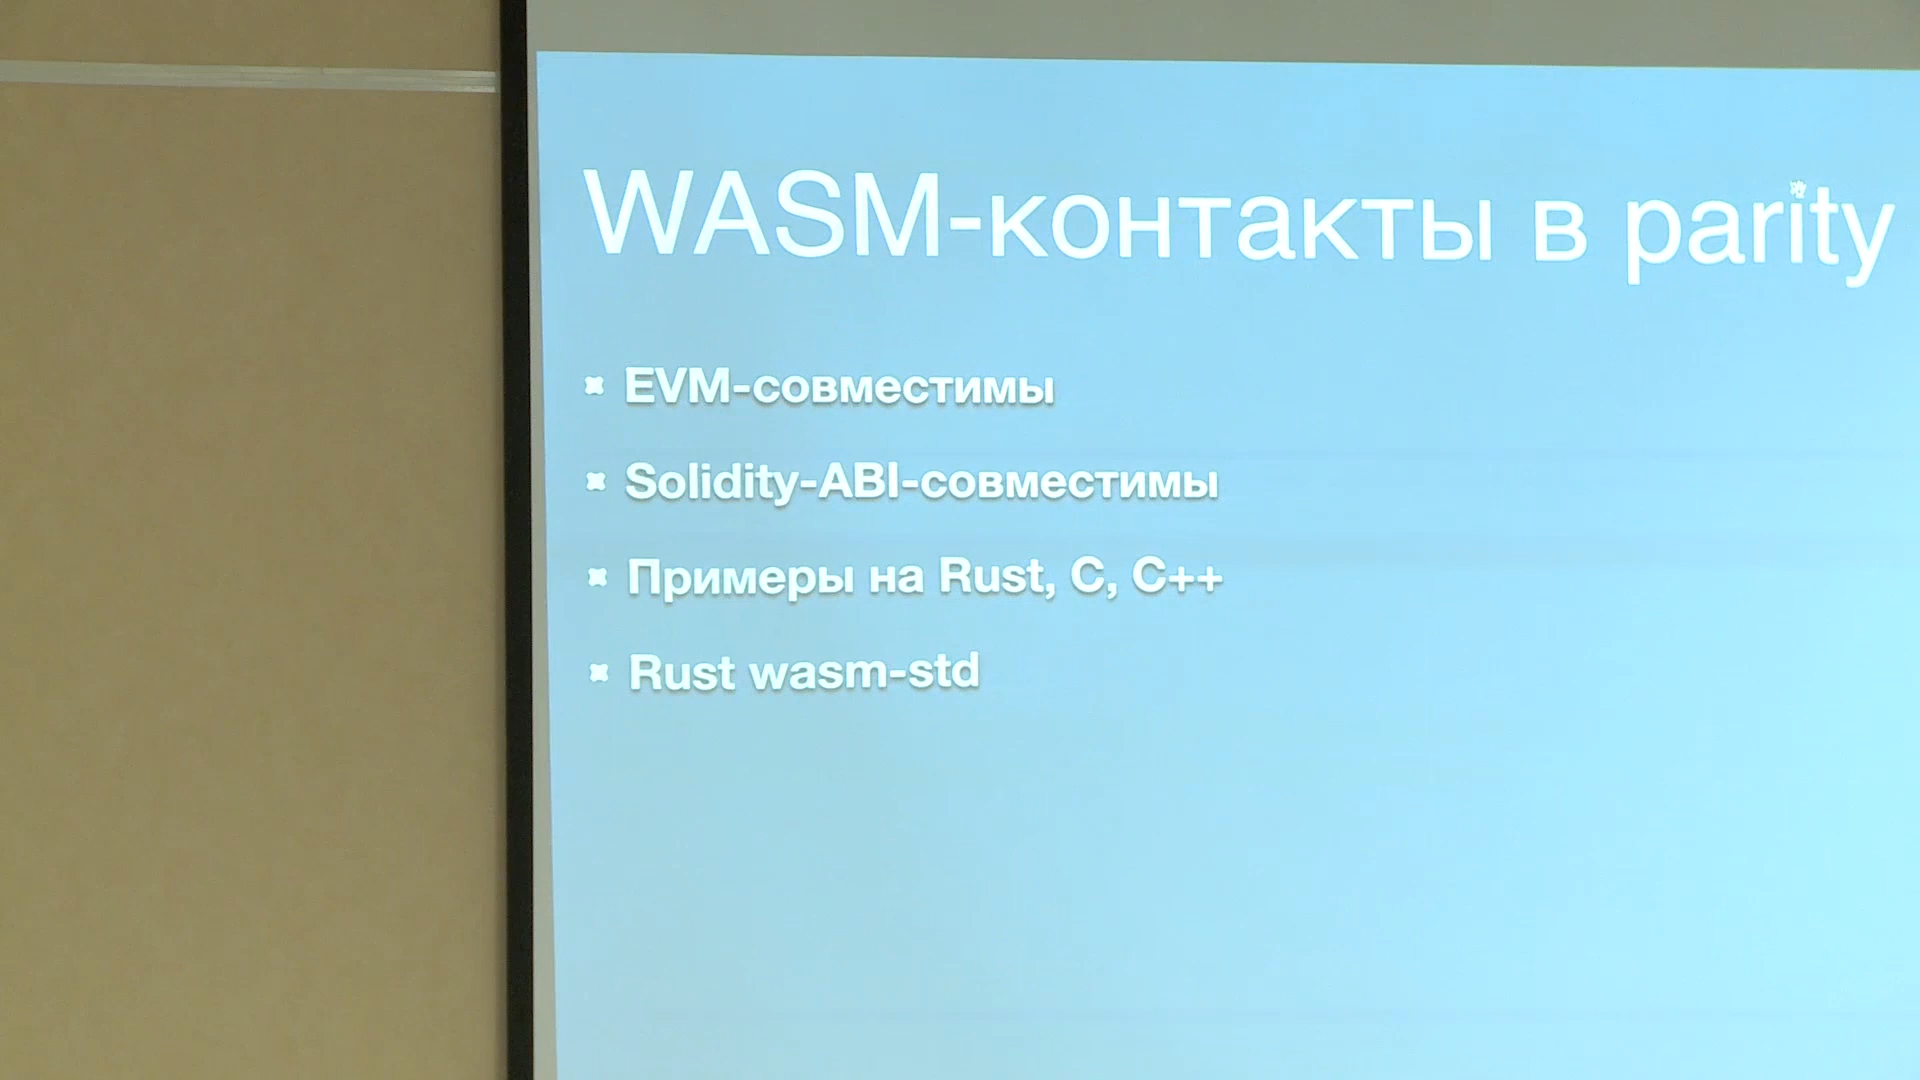 WASM-контакты в parity
EVM-совместимы
Solidity-ABI-совместимы
Примеры на Rust, C, C++
Rust wasm-std